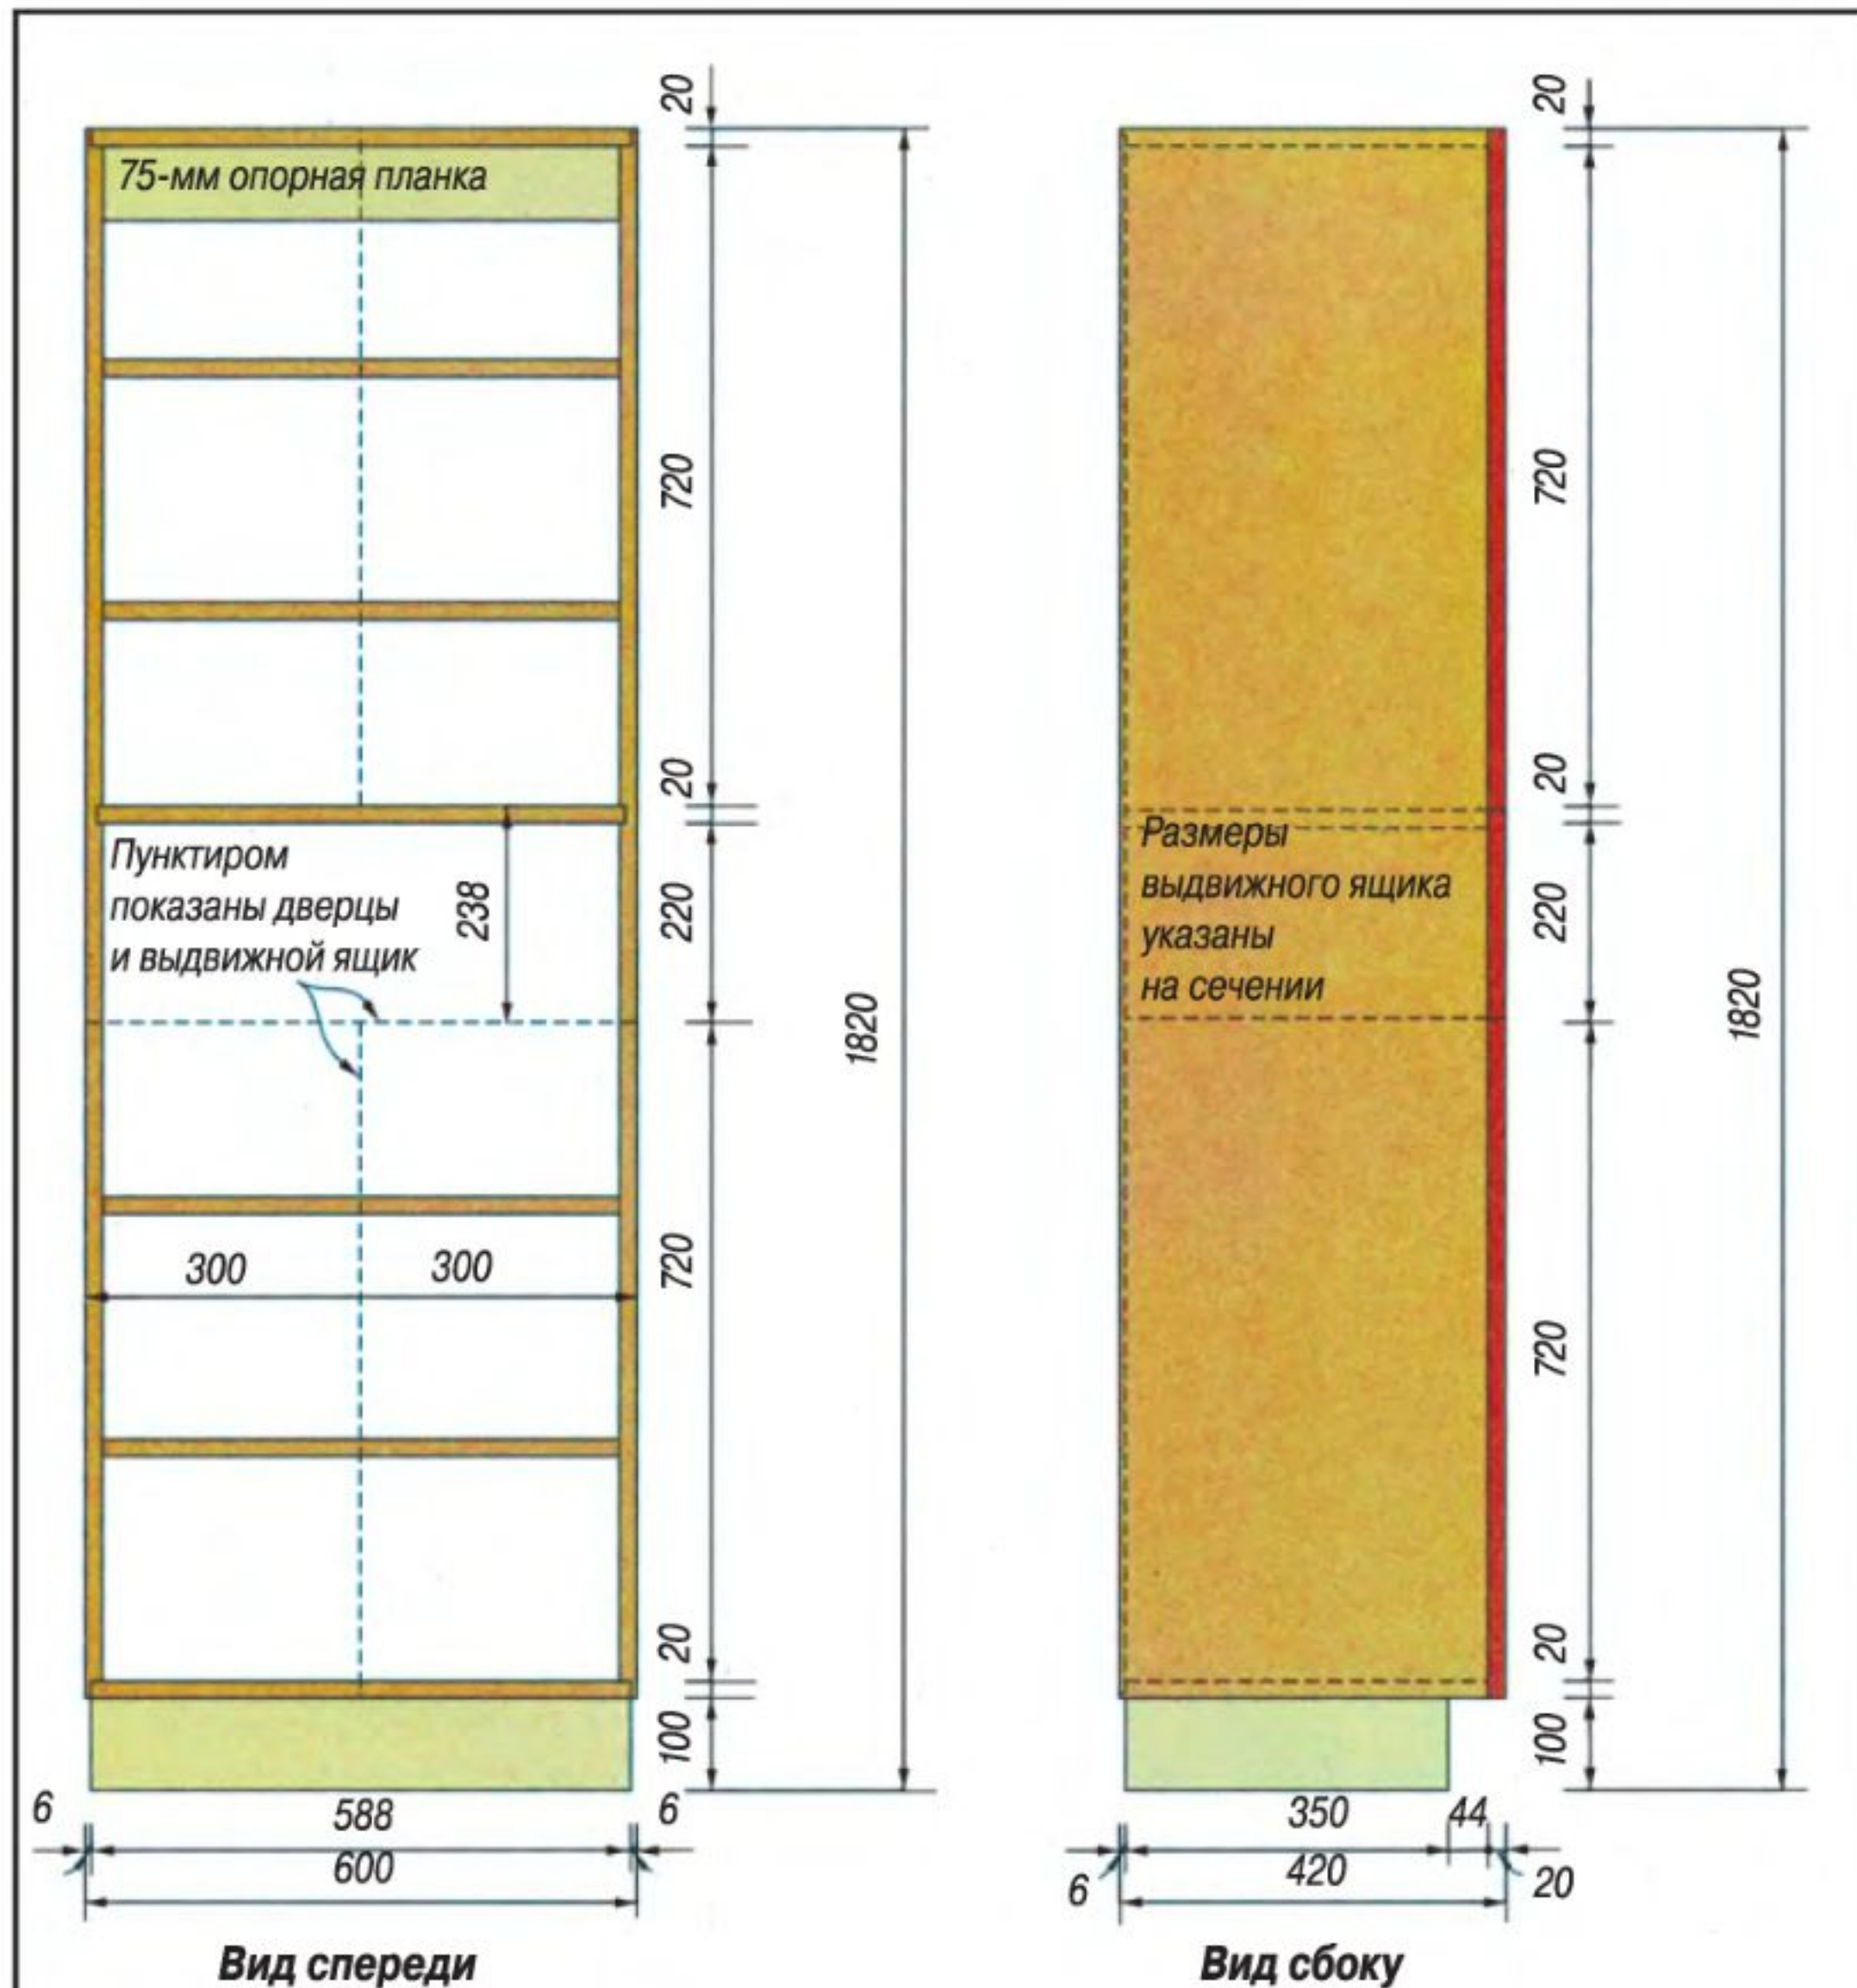 20
75-мм опорная планка
720
20
Пунктиром
показаны дверцы
и выдвижной ящик
238
220
1820
300
300
720
20
100
6
588
6
600
Вид спереди
20
720
20
Размеры
выдвижного ящика
указаны
на сечении
220
1820
720
20
100
350
44
6
420
20
Вид сбоку